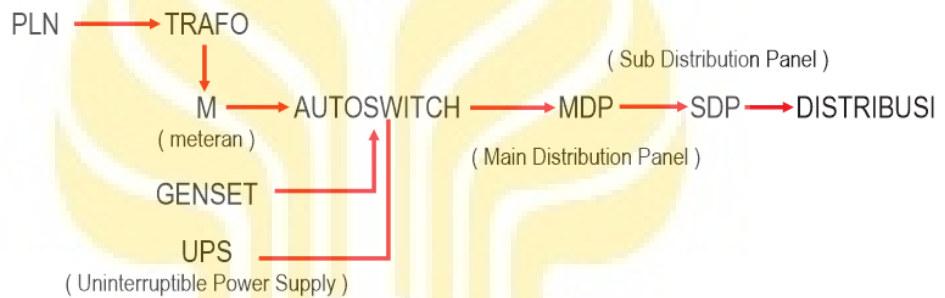 PLN TRAFO
( Sub Distribution Panel )
M AUTOSWITCH MDP SDP DISTRIBUSI
( meteran )
( Main Distribution Panel )
GENSET
UPS
( Uninterruptible Power Supply )